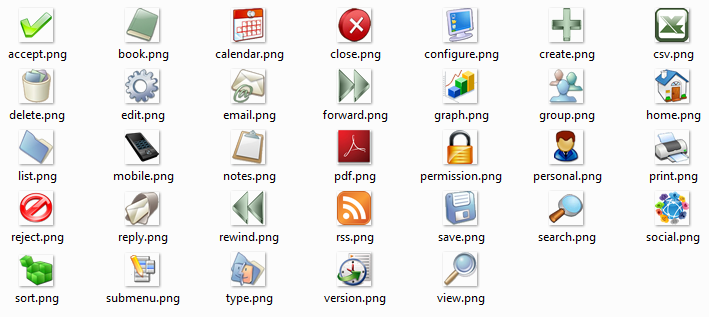 accept.png book.png calendar.png close.png configure.png create.png csv.png
delete.png edit.png email.png forward.png graph.png group.png home.png
list.png mobile.png notes.png pdf.png permission.png personal.png print.png
reject.png reply.png rewind.png rss.png save.png search.png social.png
sort.png submenu.png type.png version.png view.png